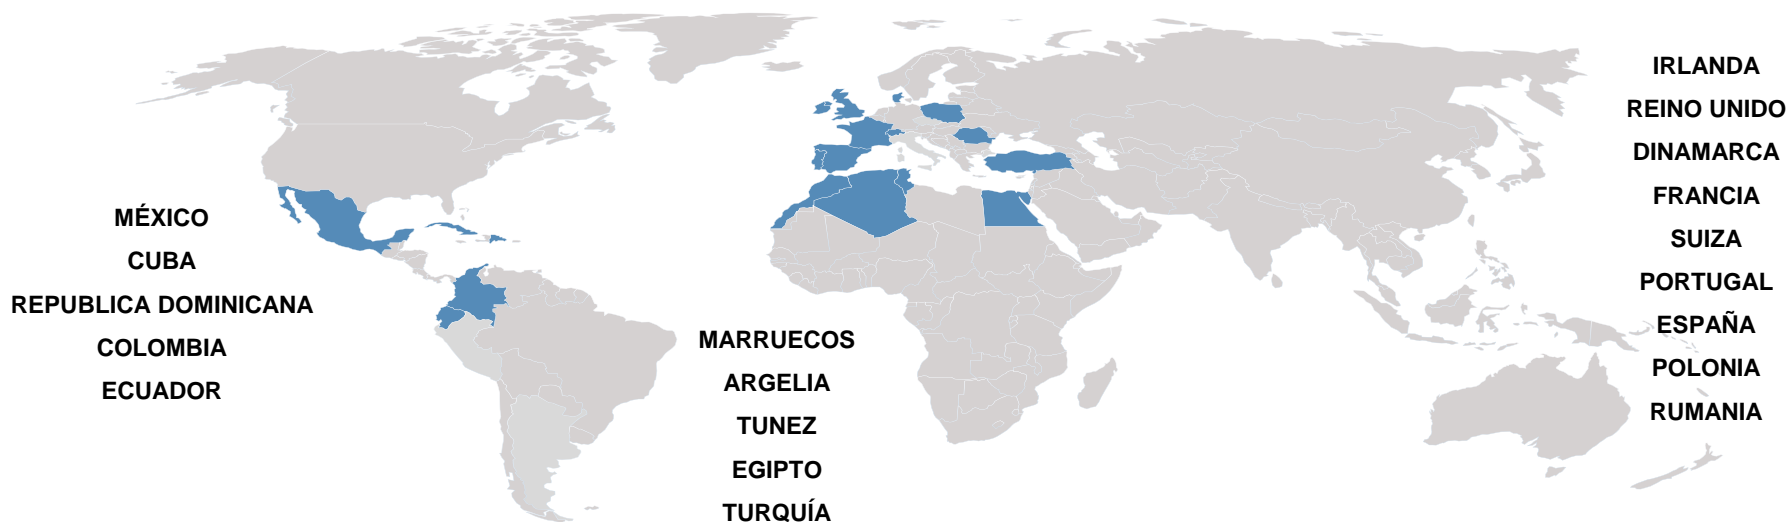 MÉXICO
CUBA
REPUBLICA DOMINICANA
COLOMBIA
ECUADOR
MARRUECOS
ARGELIA
TUNEZ
EGIPTO
TURQUÍA
IRLANDA
REINO UNIDO
DINAMARCA
FRANCIA
SUIZA
PORTUGAL
ESPAÑA
POLONIA
RUMANIA